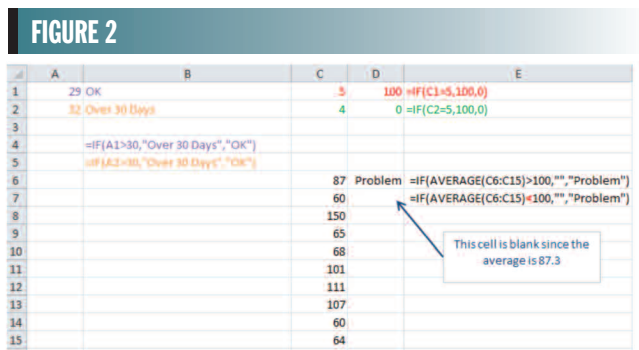 FIGURE 2
A B C D E
1 29 OK 5 100 =IF(C1=5,100,0)
2 32 Over 30 Days 4 0 =IF(C2=5,100,0)
3
4 =IF(A1>30,"Over 30 Days","OK")
5 =IF(A2>30,"Over 30 Days","OK")
6 87 Problem =IF(AVERAGE(C6:C15)>100,"","Problem")
7 60 =IF(AVERAGE(C6:C15)<100,"","Problem")
8 150
9 65
10 68
11 101
12 111
13 107
14 60
15 64
This cell is blank since the
average is 87.3